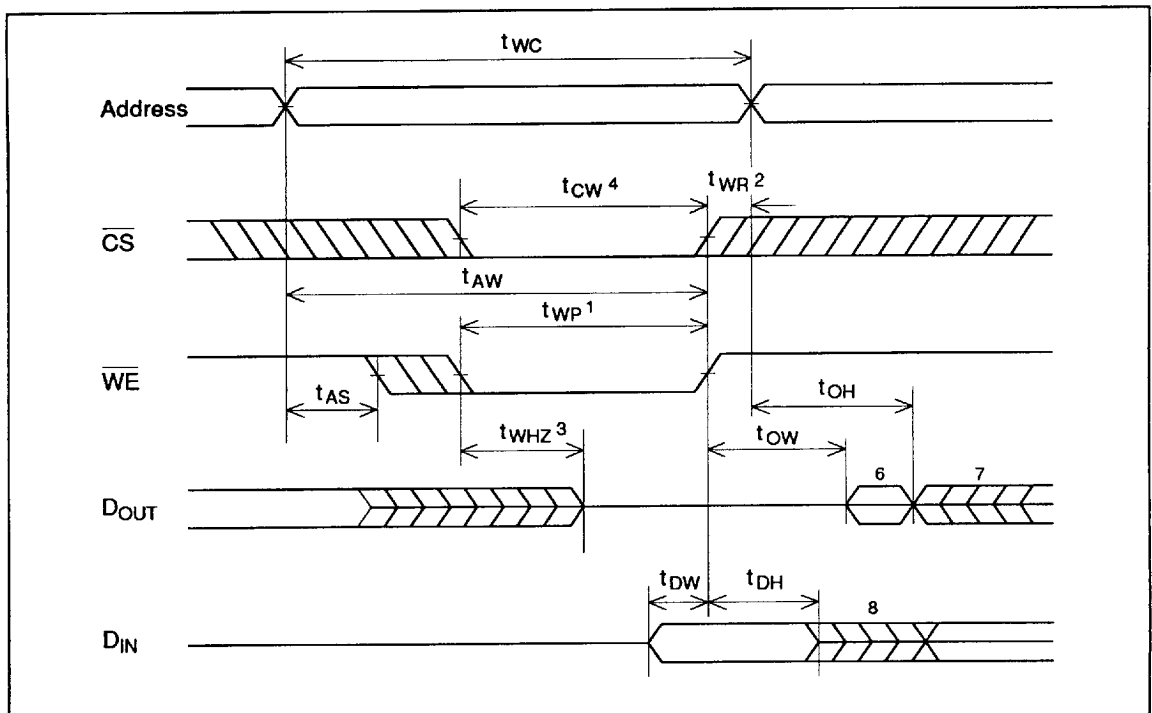 tWC
Address
tCW 4
tWR 2
CS
tAW
tWP 1
WE
tAS
tOH
tWHZ 3
tOW
6
7
DOUT
tDW
tDH
8
DIN